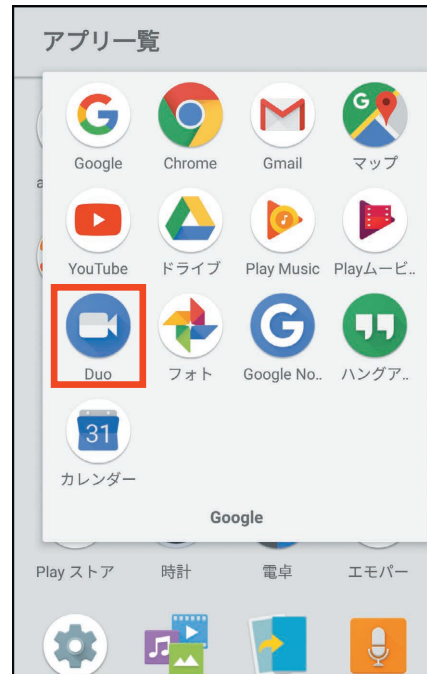 アプリ一覧
Google Chrome Gmail マップ
a
YouTube ドライブ Play Music Playムービ..
Duo フォト Google No.. ハングア..
31
カレンダー
Google
Play ストア 時計 電卓 エモパー